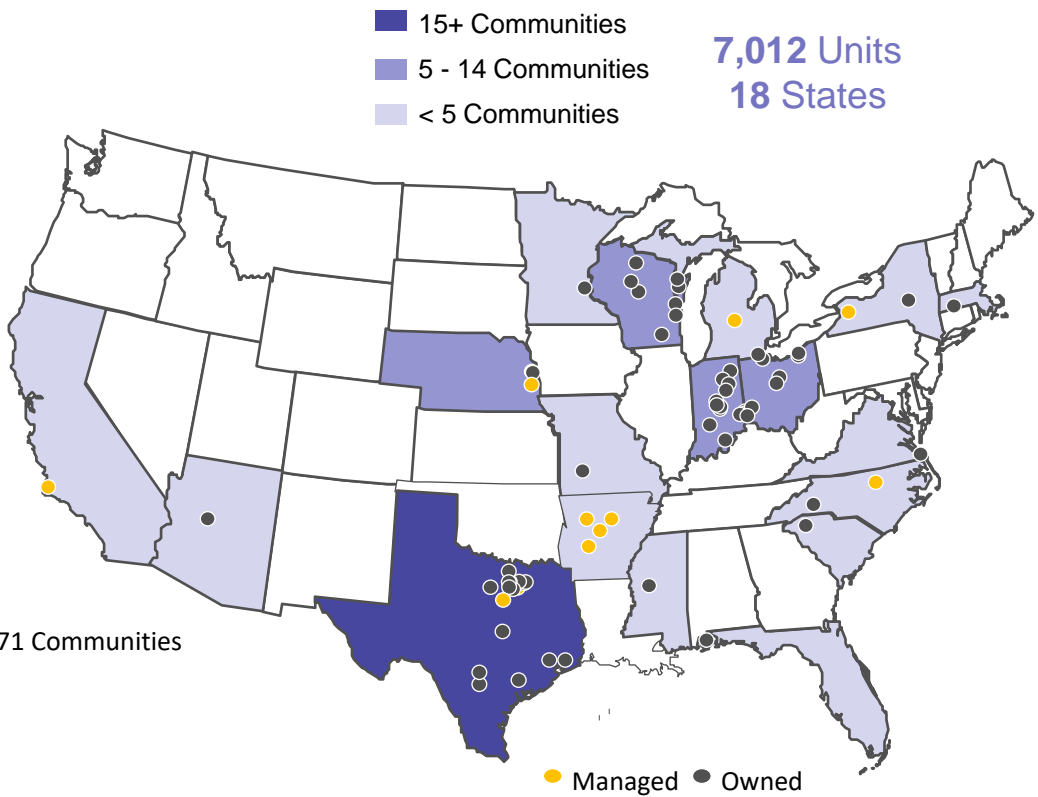 15+ Communities
5 - 14 Communities
< 5 Communities
7,012 Units
18 States
71 Communities
Managed
Owned